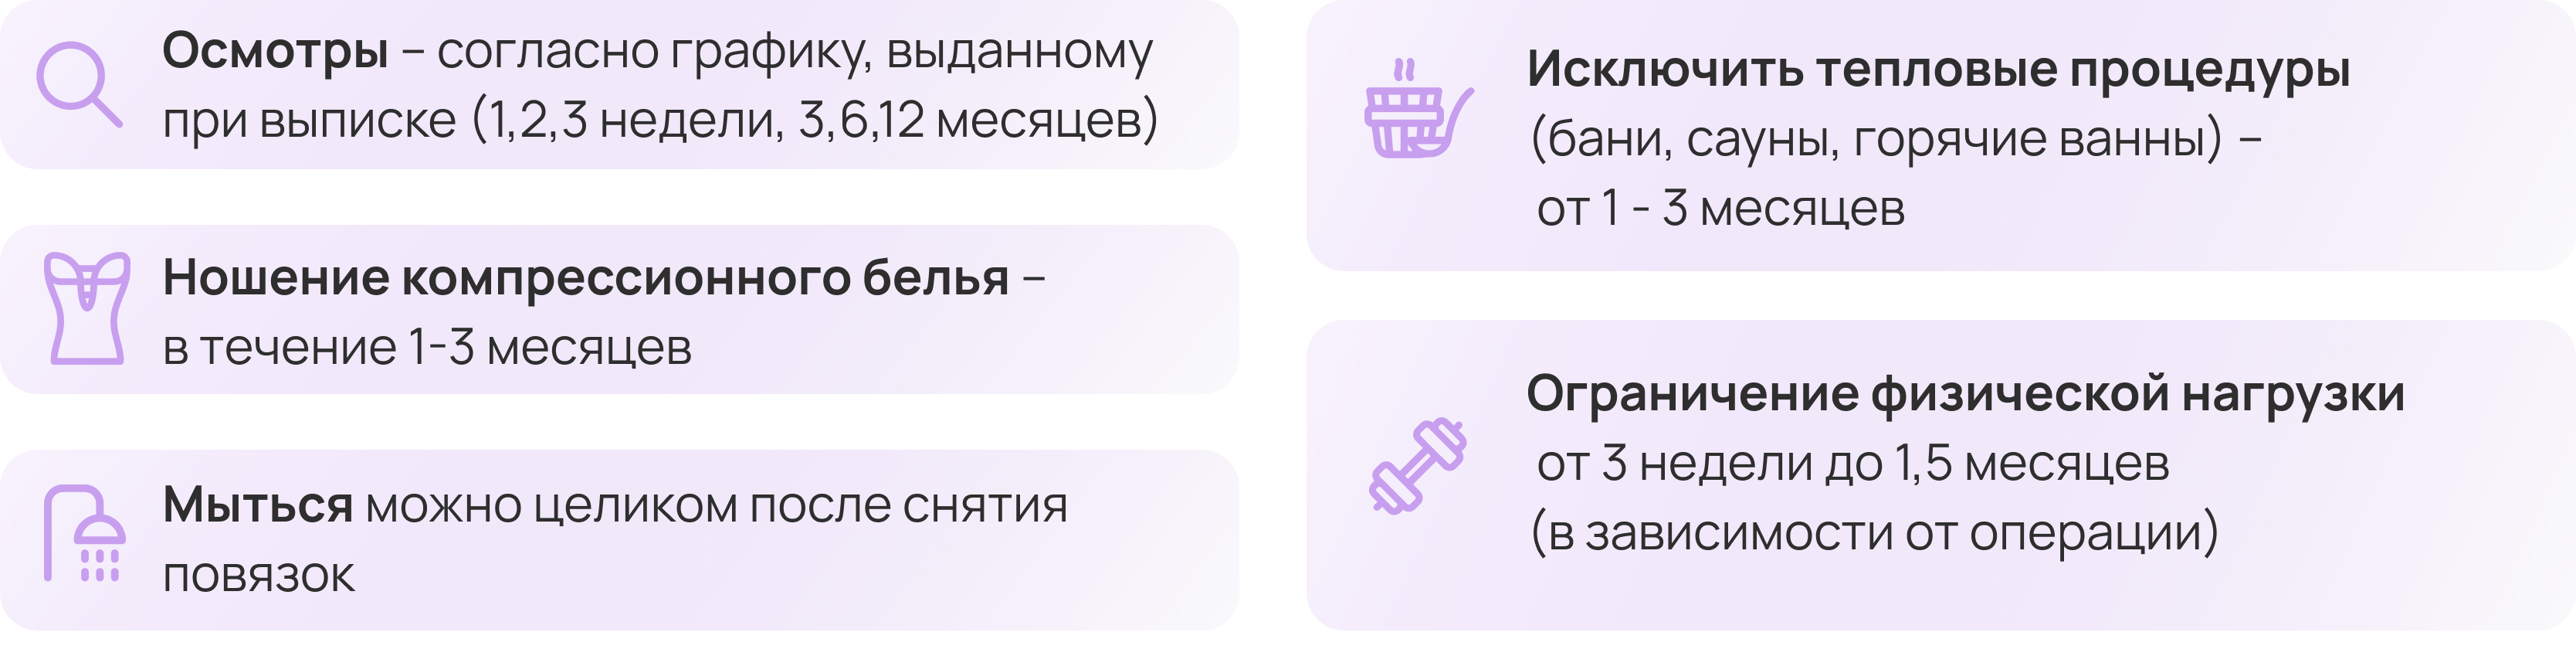 Осмотры – согласно графику, выданному
при выписке (1,2,3 недели, 3,6,12 месяцев)
Ношение компрессионного белья –
в течение 1-3 месяцев
Мыться можно целиком после снятия
повязок
Исключить тепловые процедуры
(бани, сауны, горячие ванны) –
от 1 - 3 месяцев
Ограничение физической нагрузки
от 3 недели до 1,5 месяцев
(в зависимости от операции)